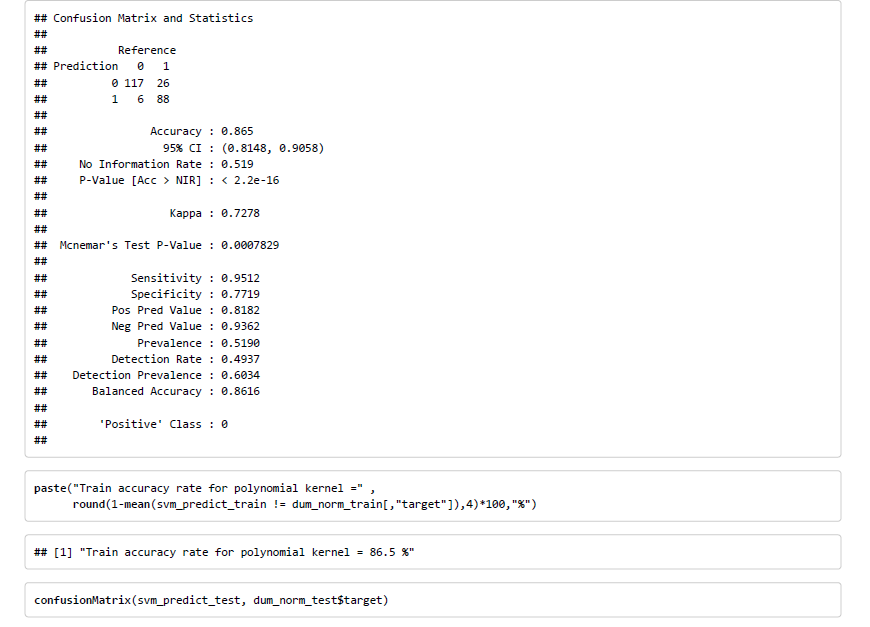 ## Confusion Matrix and Statistics
##
##           Reference
## Prediction   0   1
##          0 117  26
##          1   6  88
##
##                Accuracy : 0.865
##                  95% CI : (0.8148, 0.9058)
##     No Information Rate : 0.519
##     P-Value [Acc > NIR] : < 2.2e-16
##
##                   Kappa : 0.7278
##
##  Mcnemar's Test P-Value : 0.0007829
##
##             Sensitivity : 0.9512
##             Specificity : 0.7719
##          Pos Pred Value : 0.8182
##          Neg Pred Value : 0.9362
##              Prevalence : 0.5190
##          Detection Rate : 0.4937
##    Detection Prevalence : 0.6034
##       Balanced Accuracy : 0.8616
##
##        'Positive' Class : 0
##
paste("Train accuracy rate for polynomial kernel =" ,
      round(1-mean(svm_predict_train != dum_norm_train[,"target"]),4)*100,"%")
## [1] "Train accuracy rate for polynomial kernel = 86.5 %"
confusionMatrix(svm_predict_test, dum_norm_test$target)